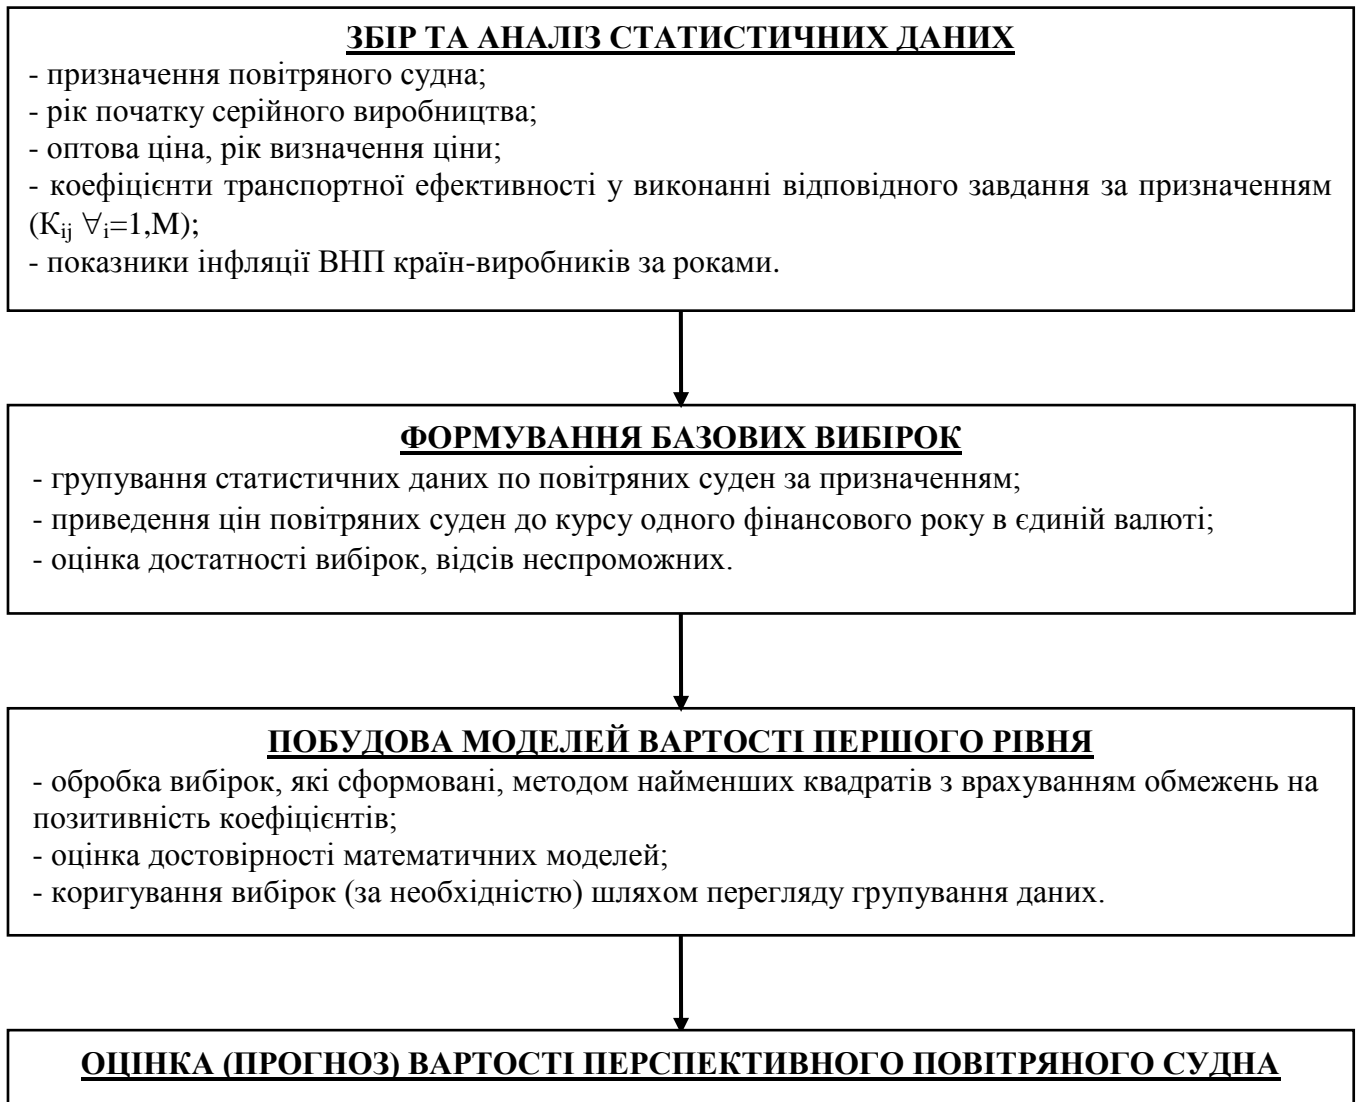 ЗБІР ТА АНАЛІЗ СТАТИСТИЧНИХ ДАНИХ
- призначення повітряного судна;
- рік початку серійного виробництва;
- оптова ціна, рік визначення ціни;
- коефіцієнти транспортної ефективності у виконанні відповідного завдання за призначенням
(Kij ∀i=1,M);
- показники інфляції ВНП країн-виробників за роками.
ФОРМУВАННЯ БАЗОВИХ ВИБІРОК
- групування статистичних даних по повітряних суден за призначенням;
- приведення цін повітряних суден до курсу одного фінансового року в єдиній валюті;
- оцінка достатності вибірок, відсів неспроможних.
ПОБУДОВА МОДЕЛЕЙ ВАРТОСТІ ПЕРШОГО РІВНЯ
- обробка вибірок, які сформовані, методом найменших квадратів з врахуванням обмежень на
позитивність коефіцієнтів;
- оцінка достовірності математичних моделей;
- коригування вибірок (за необхідністю) шляхом перегляду групування даних.
ОЦІНКА (ПРОГНОЗ) ВАРТОСТІ ПЕРСПЕКТИВНОГО ПОВІТРЯНОГО СУДНА